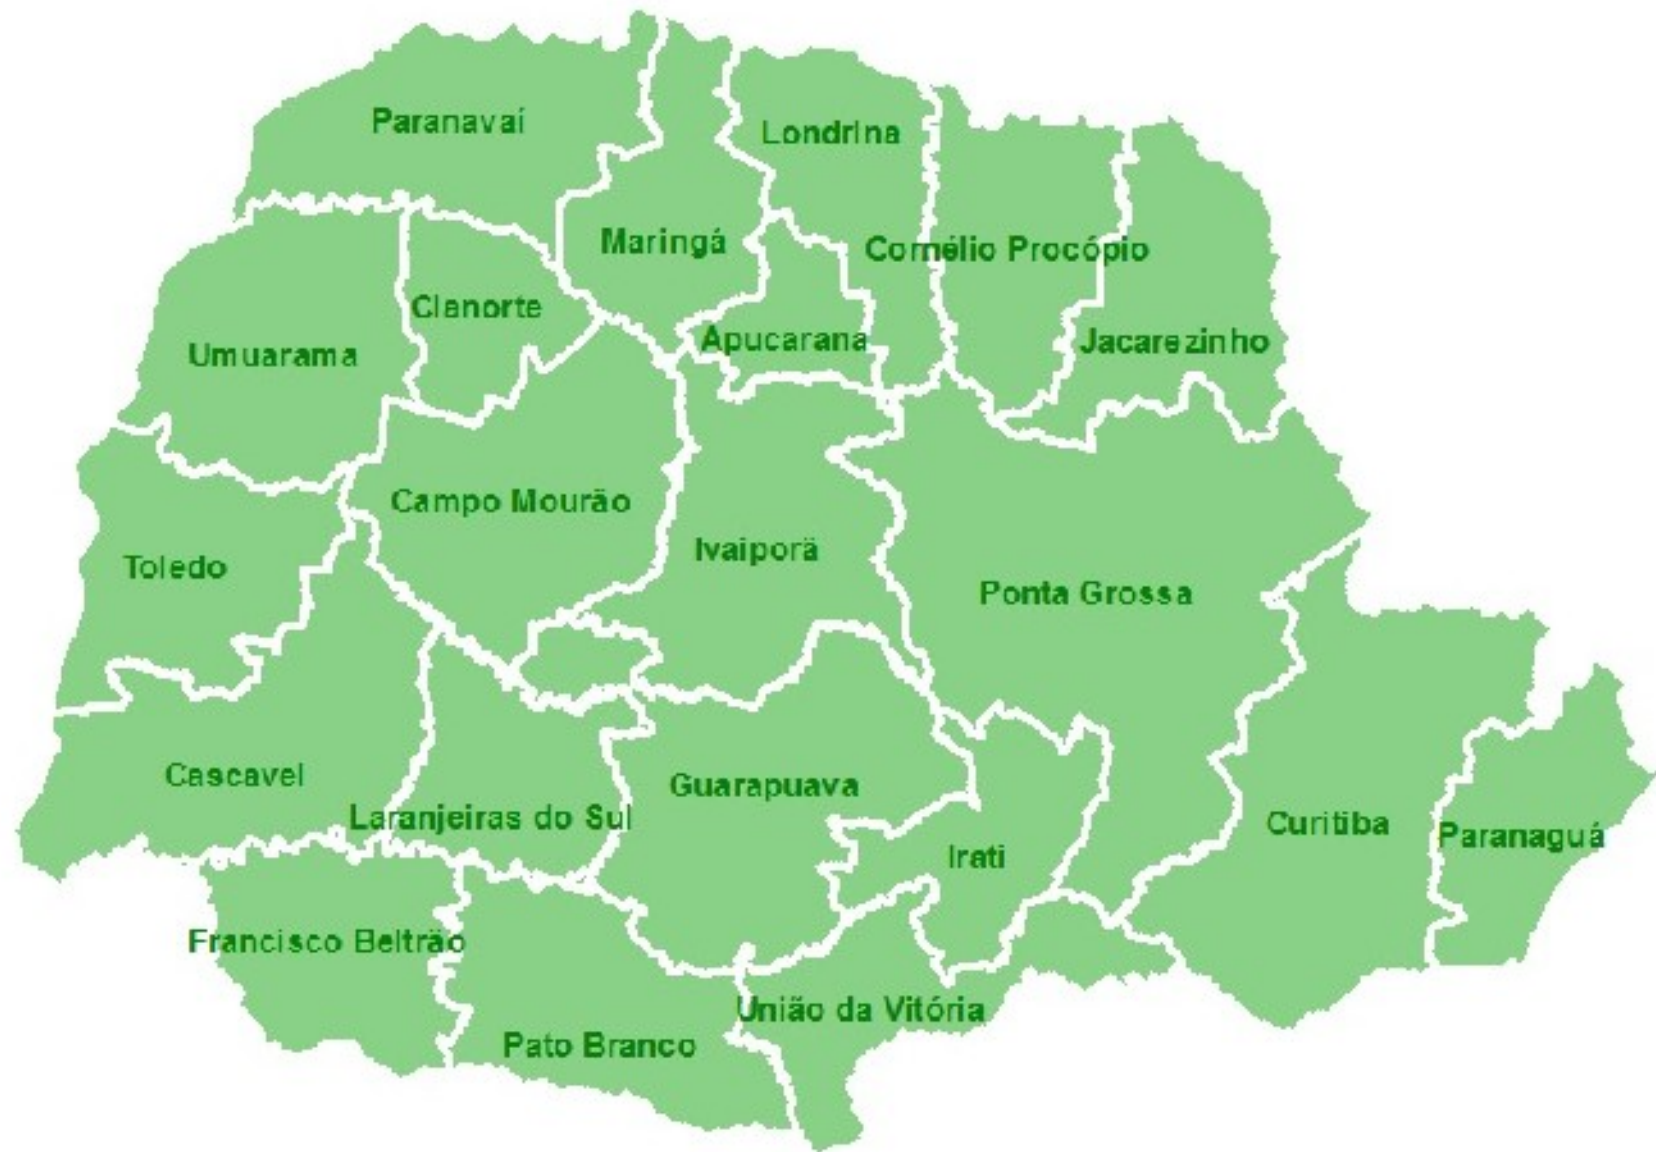 Paranavaí
Londrina
Maringá
Cornélio Procópio
Cianorte
Apucarana
Jacarezinho
Umuarama
Campo Mourão
Ivaiporã
Toledo
Ponta Grossa
Cascavel
Guarapuava
Laranjeiras do Sul
Curitiba
Paranaguá
Irati
Francisco Beltrão
União da Vitória
Pato Branco